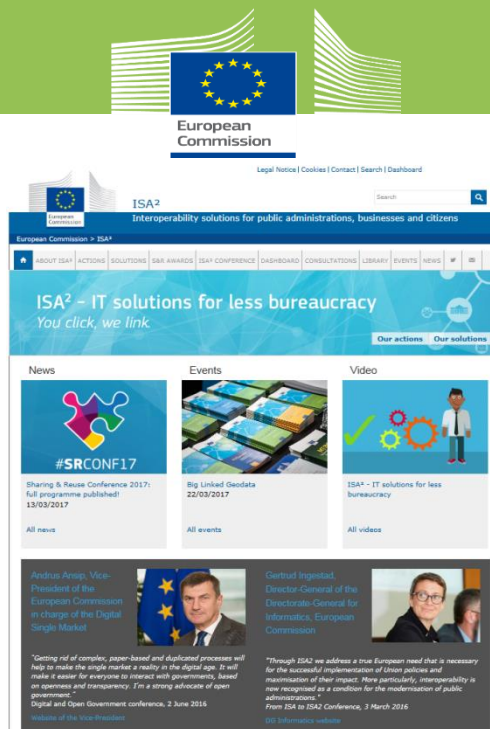 European
Commission
Legal Notice | Cookies | Contact | Search | Dashboard
European
Commission
ISA²
Search
Interoperability solutions for public administrations, businesses and citizens
European Commission > ISA²
ABOUT ISA² ACTIONS SOLUTIONS S&R AWARDS ISA² CONFERENCE DASHBOARD CONSULTATIONS LIBRARY EVENTS NEWS
ISA² - IT solutions for less bureaucracy
You click, we link.
Our actions Our solutions
News
Events
Video
#SRCONF17
Sharing & Reuse Conference 2017:
full programme published!
13/03/2017
All news
Big Linked Geodata
22/03/2017
All events
ISA² - IT solutions for less
bureaucracy
All videos
Andrus Ansip, Vice-
President of the
European Commission
in charge of the Digital
Single Market
"Getting rid of complex, paper-based and duplicated processes will
help to make the single market a reality in the digital age. It will
make it easier for everyone to interact with governments, based
on openness and transparency. I'm a strong advocate of open
government."
Digital and Open Government conference, 2 June 2016
Website of the Vice-President
Gertrud Ingestad,
Director-General of the
Directorate-General for
Informatics, European
Commission
"Through ISA2 we address a true European need that is necessary
for the successful implementation of Union policies and
maximisation of their impact. More particularly, interoperability is
now recognised as a condition for the modernisation of public
administrations."
From ISA to ISA2 Conference, 3 March 2016
DG Informatics website